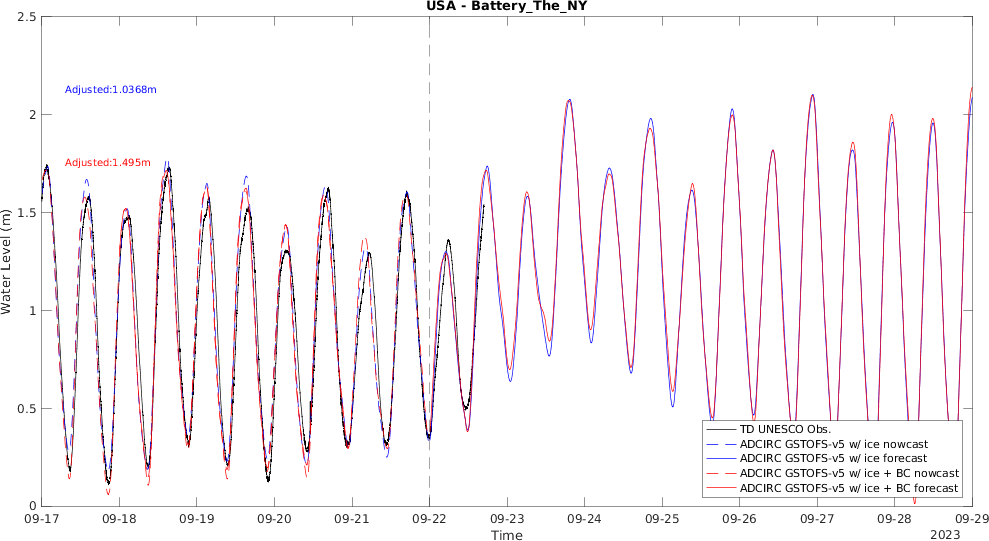 USA - Battery_The_NY
2.5
2
1.5
1
0.5
0
Water Level (m)
Adjusted:1.0368m
Adjusted:1.495m
TD UNESCO Obs.
ADCIRC GSTOFS-v5 w/ ice nowcast
ADCIRC GSTOFS-v5 w/ ice forecast
ADCIRC GSTOFS-v5 w/ ice + BC nowcast
ADCIRC GSTOFS-v5 w/ ice + BC forecast
09-17 09-18 09-19 09-20 09-21 09-22 09-23 09-24 09-25 09-26 09-27 09-28 09-29
Time
2023